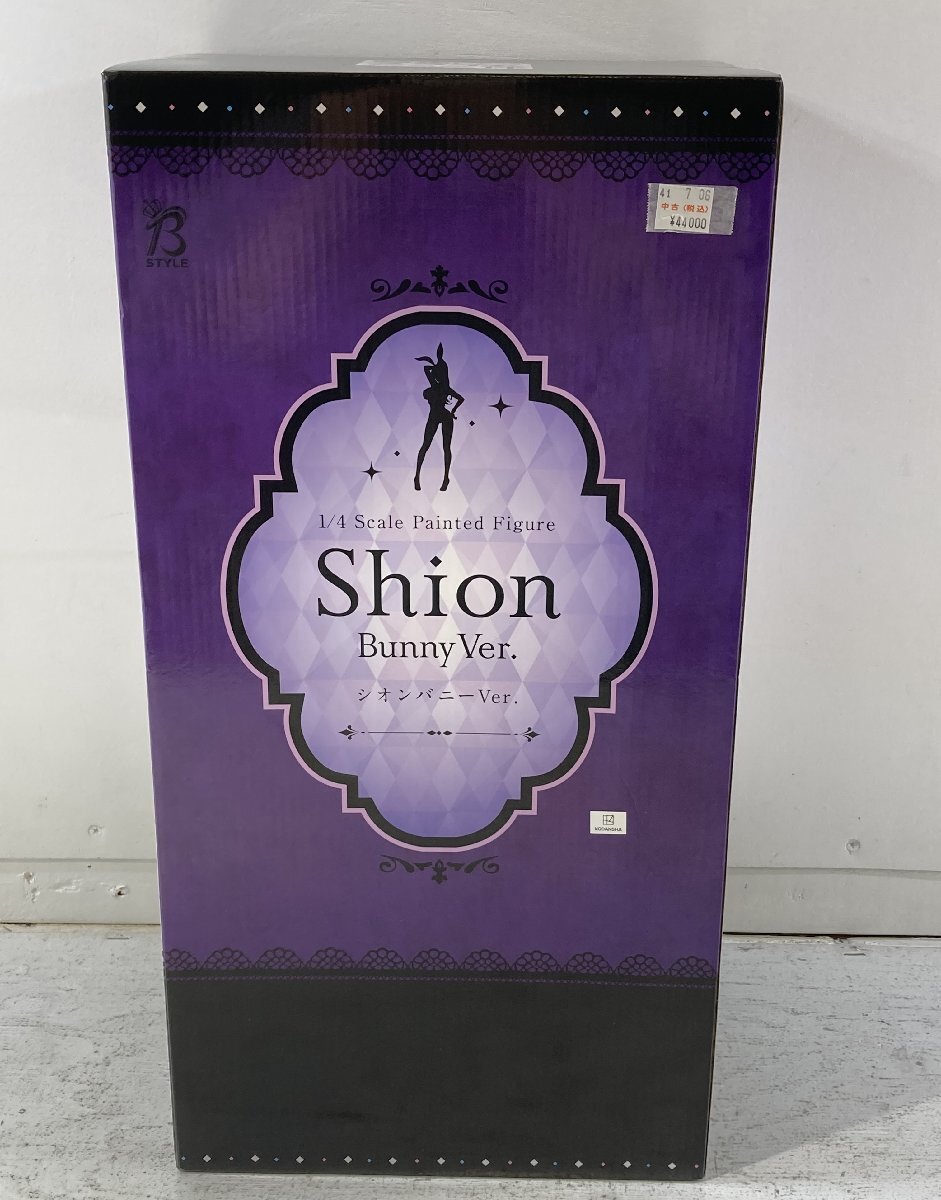 41 7 06
中古(税込)
¥44000
B
STYLE
1/4 Scale Painted Figure
Shion
Bunny Ver.
シオンバニーVer.
KODANSHA